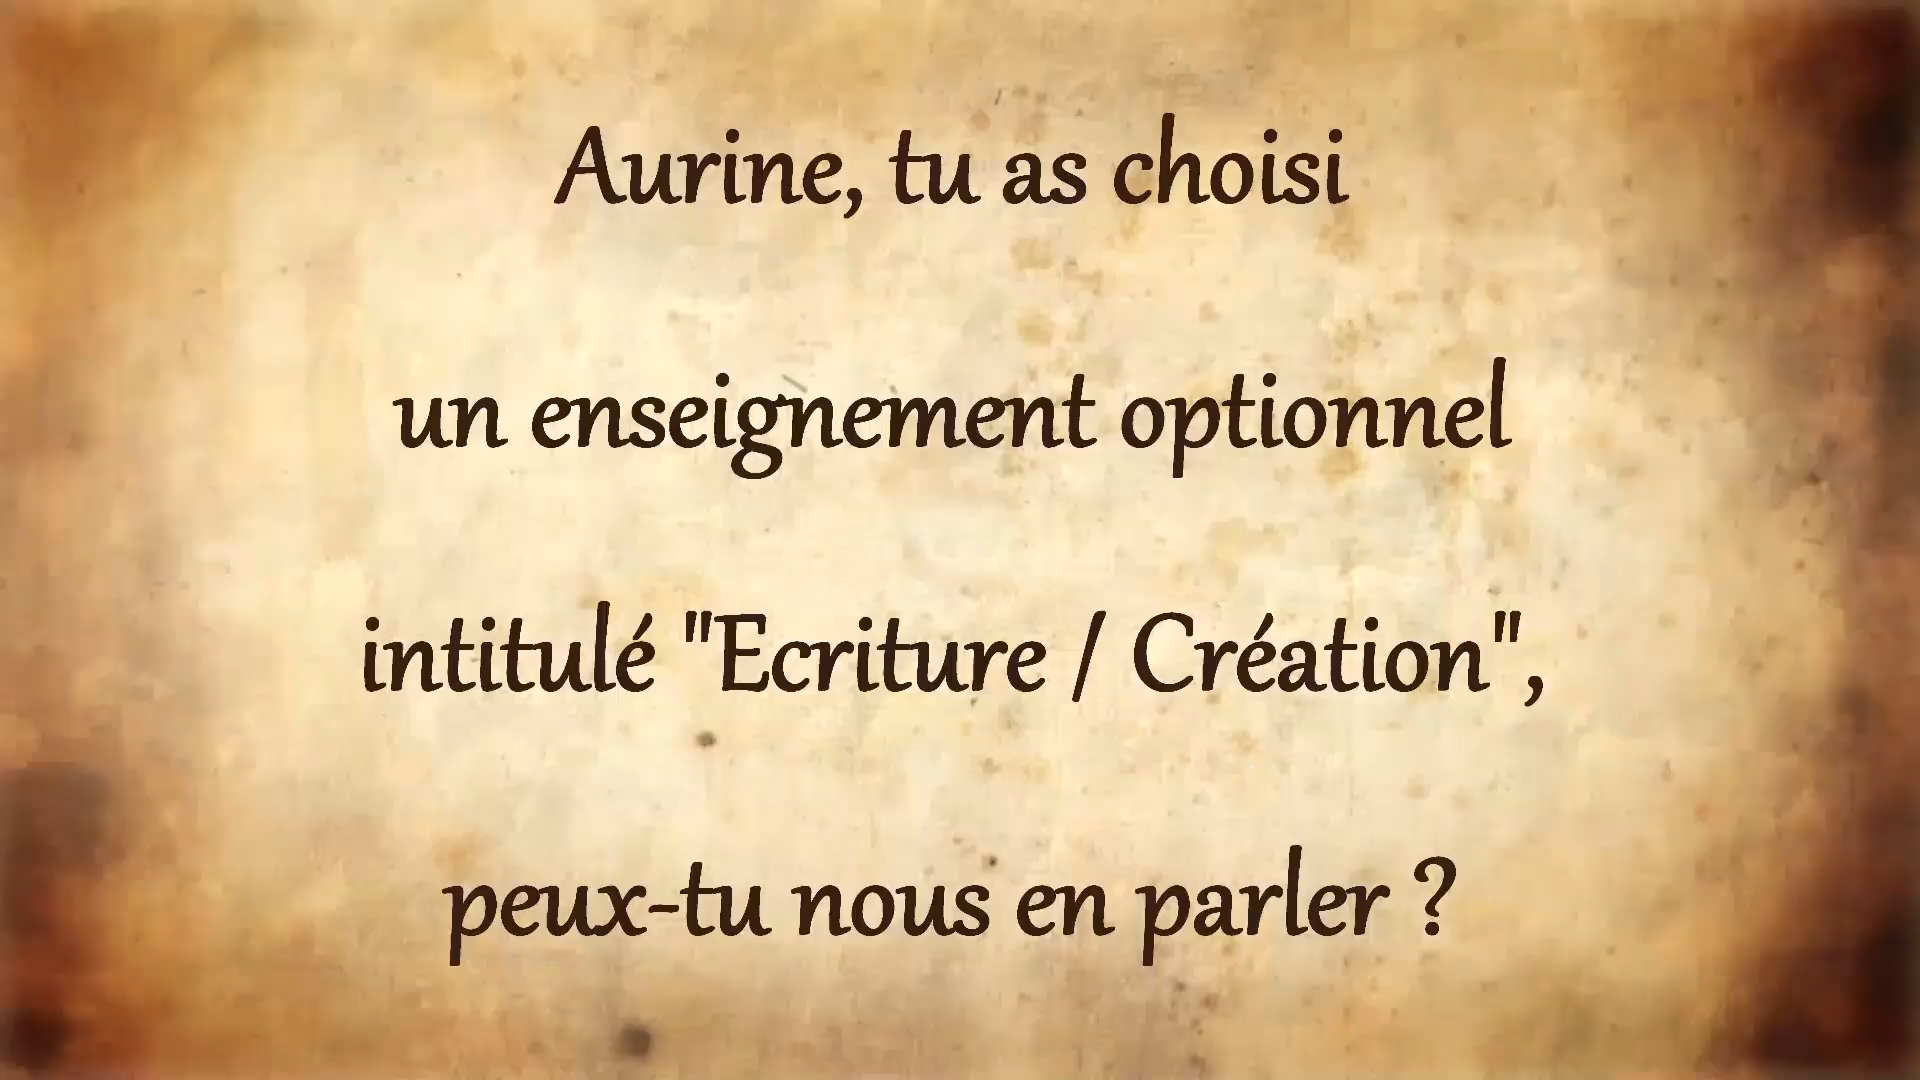 Aurine, tu as choisi
un enseignement optionnel
intitulé "Ecriture / Création",
peux-tu nous en parler ?